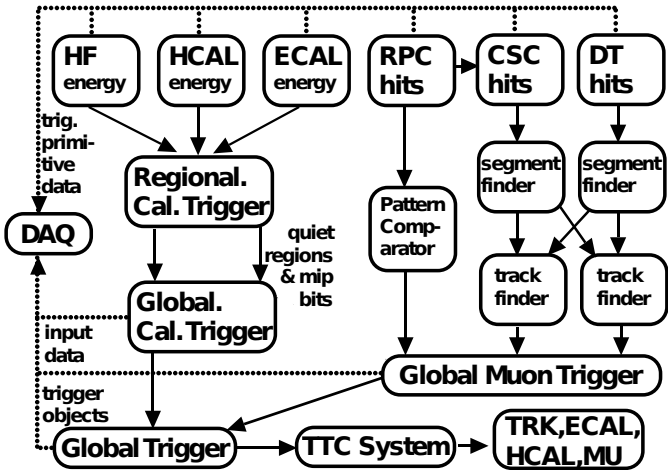 HF
energy
HCAL
energy
ECAL
energy
RPC
hits
CSC
hits
DT
hits
trig.
primi-
tive
data
Regional.
Cal. Trigger
segment
finder
segment
finder
Pattern
Comp-
arator
DAQ
quiet
regions
& mip
bits
Global.
Cal. Trigger
track
finder
track
finder
input
data
Global Muon Trigger
trigger
objects
Global Trigger
TTC System
TRK,ECAL,
HCAL,MU